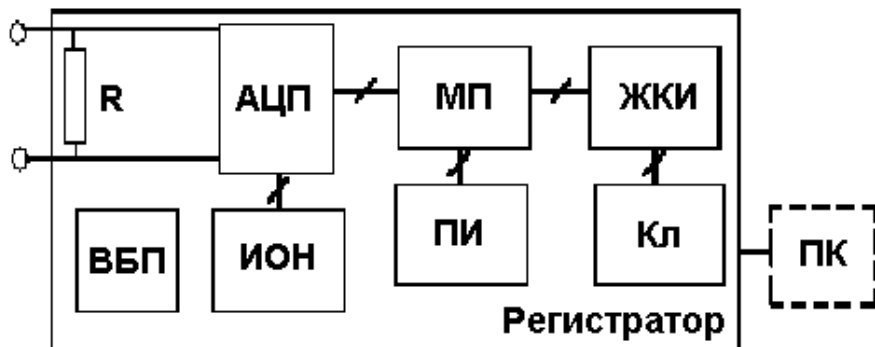 R
АЦП
МП
ЖКИ
ВБП
ИОН
ПИ
Кл
ПК
Регистратор